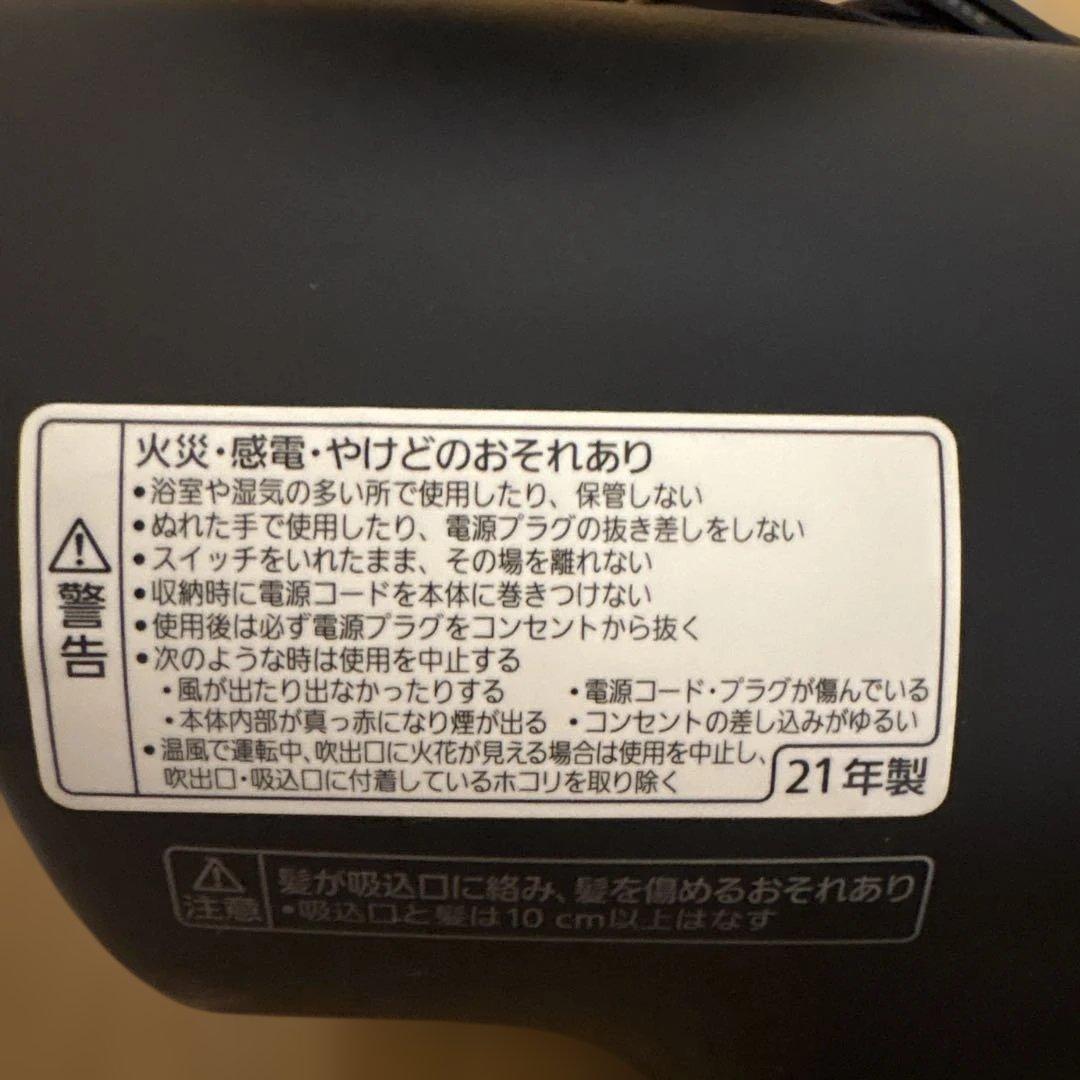 警告
火災・感電・やけどのおそれあり
•浴室や湿気の多い所で使用したり、保管しない
•ぬれた手で使用したり、電源プラグの抜き差しをしない
•スイッチをいれたまま、その場を離れない
•収納時に電源コードを本体に巻きつけない
•使用後は必ず電源プラグをコンセントから抜く
•次のような時は使用を中止する
・風が出たり出なかったりする ・電源コード・プラグが傷んでいる
・本体内部が真っ赤になり煙が出る ・コンセントの差し込みがゆるい
•温風で運転中、吹出口に火花が見える場合は使用を中止し、
吹出口・吸込口に付着しているホコリを取り除く
21年製
注意
髪が吸込口に絡み、髪を傷めるおそれあり
•吸込口と髪は10 cm以上はなす